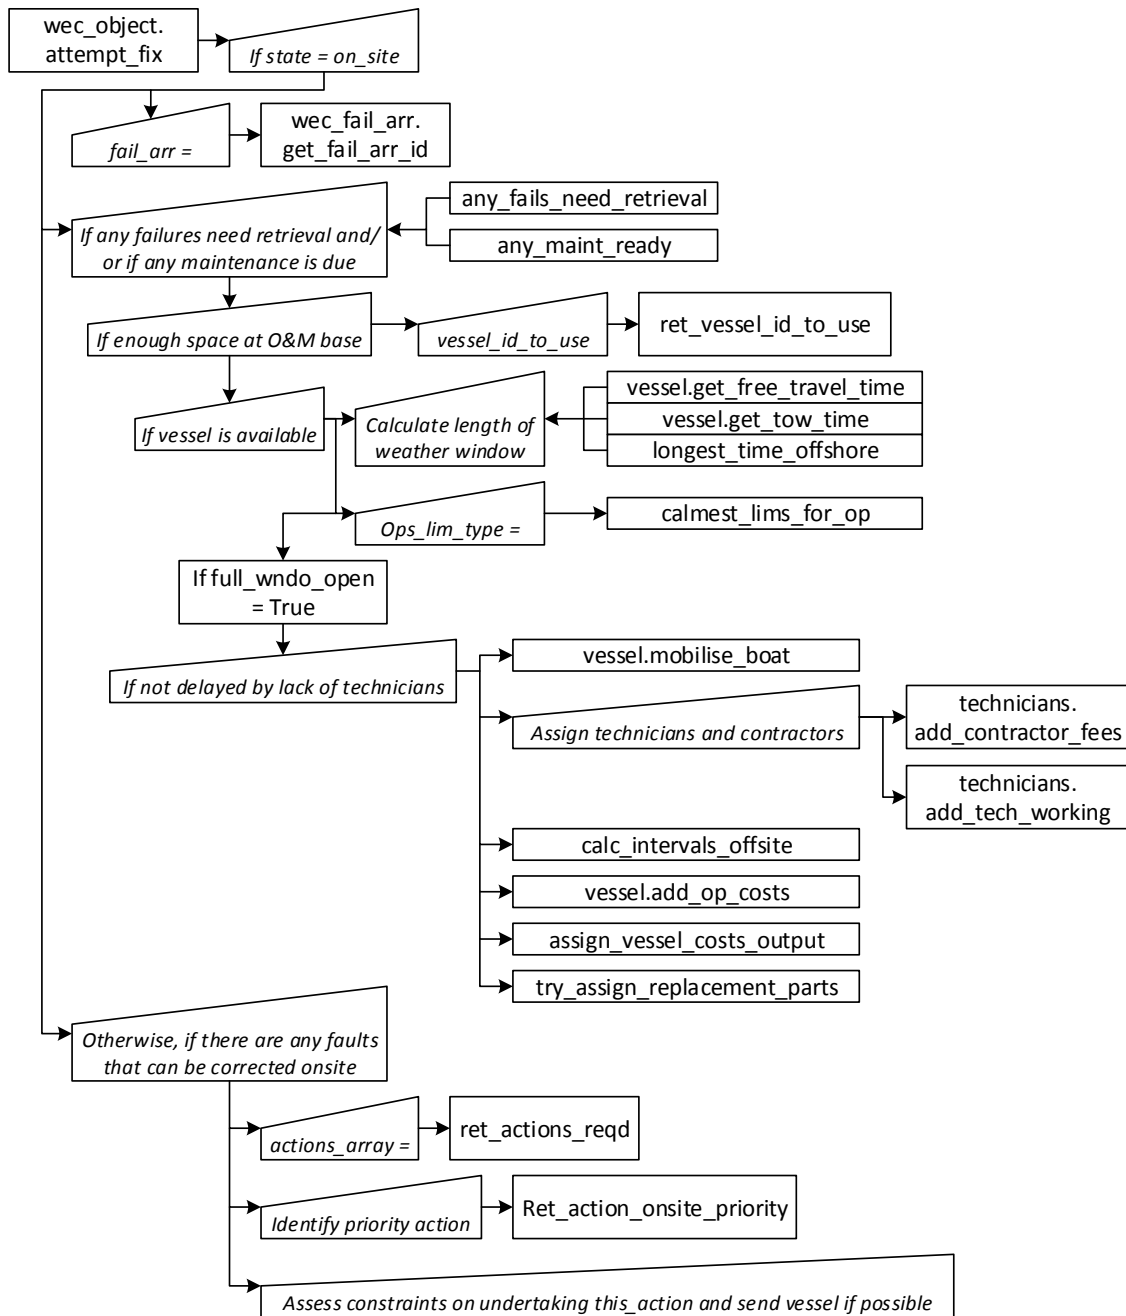 wec_object.
attempt_fix
If state = on_site
fail_arr =
wec_fail_arr.
get_fail_arr_id
If any failures need retrieval and/
or if any maintenance is due
any_fails_need_retrieval
any_maint_ready
If enough space at O&M base
vessel_id_to_use
ret_vessel_id_to_use
If vessel is available
Calculate length of
weather window
vessel.get_free_travel_time
vessel.get_tow_time
longest_time_offshore
Ops_lim_type =
calmest_lims_for_op
If full_wndo_open
= True
If not delayed by lack of technicians
vessel.mobilise_boat
Assign technicians and contractors
technicians.
add_contractor_fees
technicians.
add_tech_working
calc_intervals_offsite
vessel.add_op_costs
assign_vessel_costs_output
try_assign_replacement_parts
Otherwise, if there are any faults
that can be corrected onsite
actions_array =
ret_actions_reqd
Identify priority action
Ret_action_onsite_priority
Assess constraints on undertaking this_action and send vessel if possible